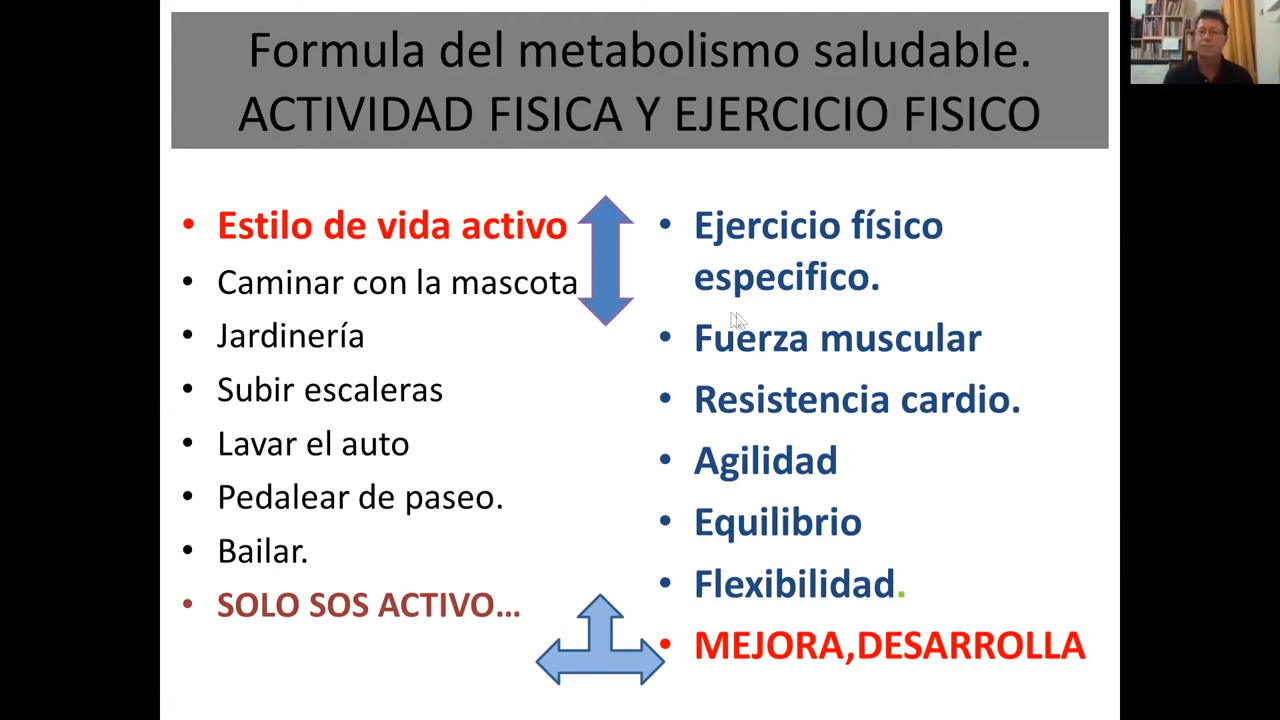 Formula del metabolismo saludable.
ACTIVIDAD FISICA Y EJERCICIO FISICO
• Estilo de vida activo
• Caminar con la mascota
• Jardinería
• Subir escaleras
• Lavar el auto
• Pedalear de paseo.
• Bailar.
• SOLO SOS ACTIVO...
• Ejercicio físico
especifico.
• Fuerza muscular
• Resistencia cardio.
• Agilidad
• Equilibrio
• Flexibilidad.
• MEJORA,DESARROLLA